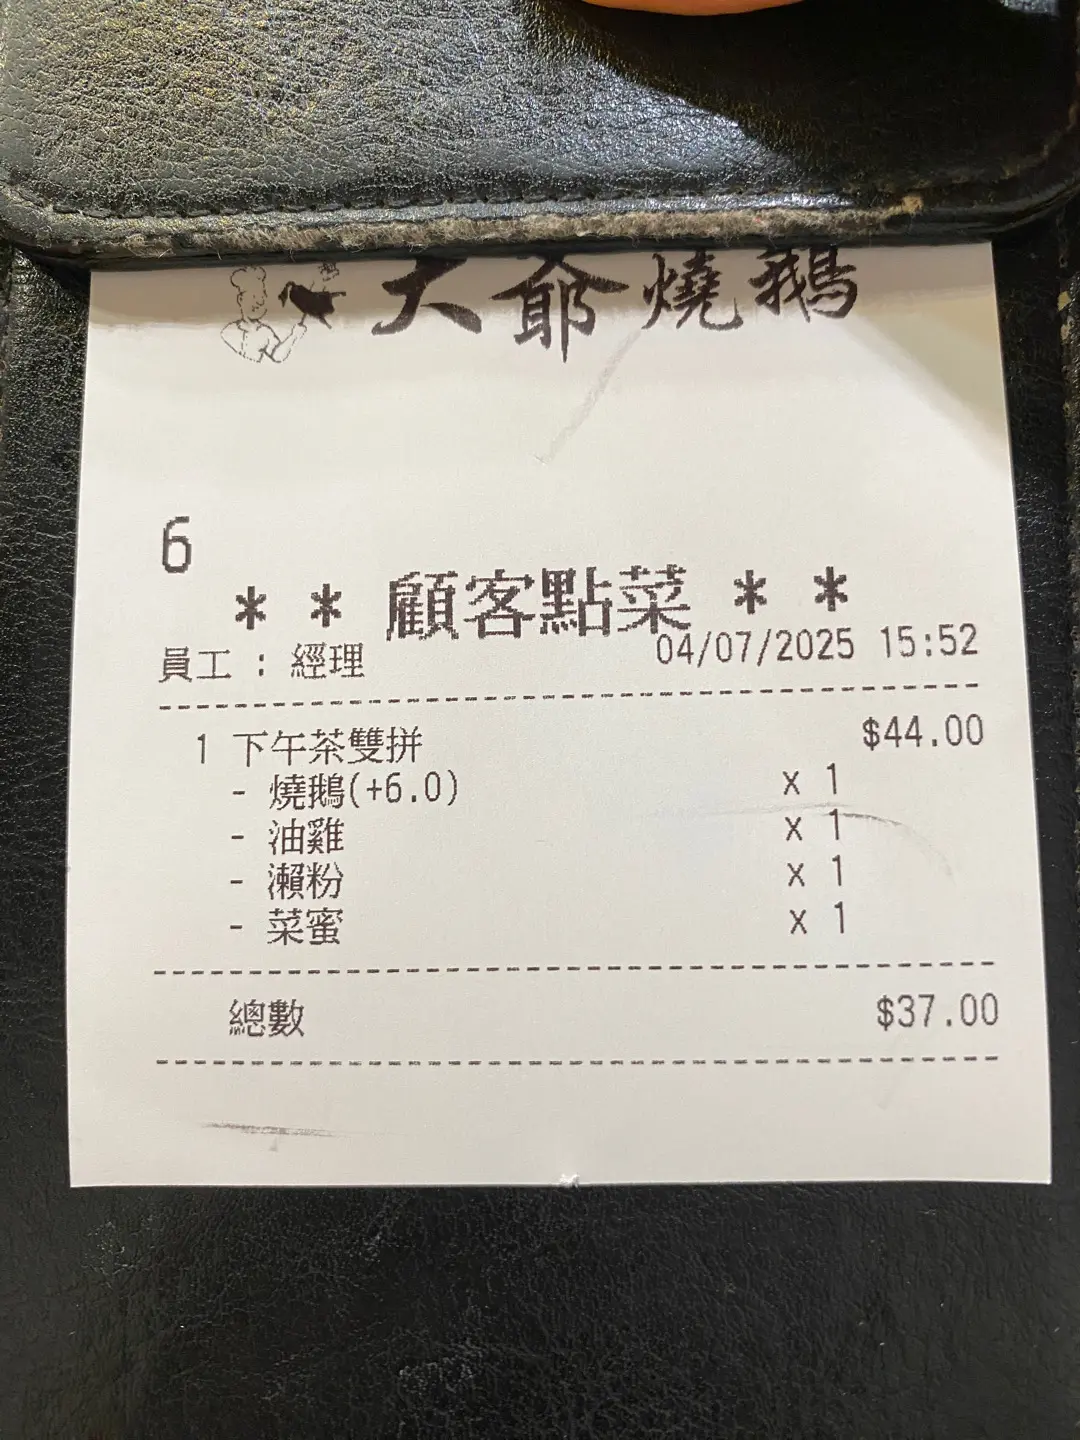 大爺燒鵝
6
* * 顧客點菜 * *
員工 : 經理 04/07/2025 15:52
1 下午茶雙拼 $44.00
- 燒鵝(+6.0) x 1
- 油雞 x 1
- 瀨粉 x 1
- 菜蜜 x 1
總數 $37.00